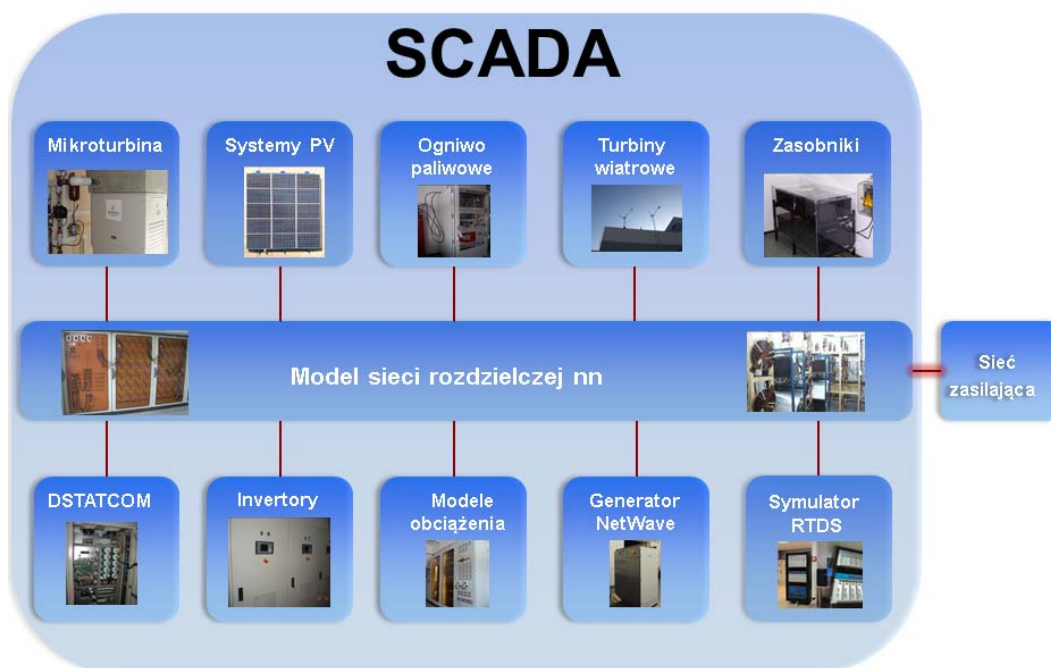 SCADA
Mikroturbina
Systemy PV
Ogniwo
paliwowe
Turbiny
wiatrowe
Zasobniki
Model sieci rozdzielczej nn
Sieć
zasilająca
DSTATCOM
Invertory
Modele
obciążenia
Generator
NetWave
Symulator
RTDS